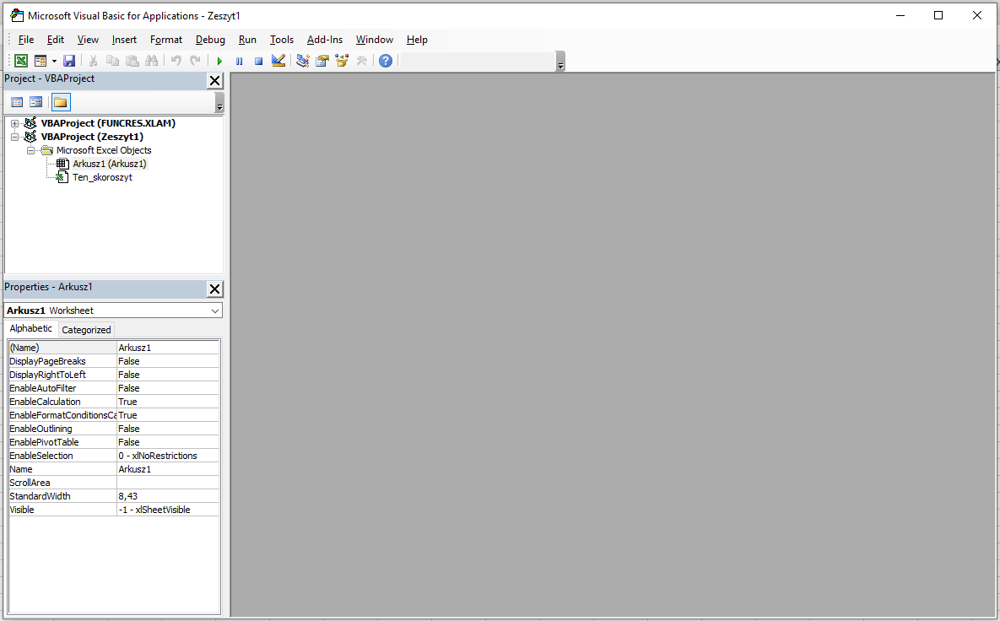 Microsoft Visual Basic for Applications - Zeszyt1
File Edit View Insert Format Debug Run Tools Add-Ins Window Help
Project - VBAProject
VBAProject (FUNCRES.XLAM)
VBAProject (Zeszyt1)
Microsoft Excel Objects
Arkusz1 (Arkusz1)
Ten_skoroszyt
Properties - Arkusz1
Arkusz1 Worksheet
Alphabetic Categorized
(Name) Arkusz1
DisplayPageBreaks False
DisplayRightToLeft False
EnableAutoFilter False
EnableCalculation True
EnableFormatConditionsCa True
EnableOutlining False
EnablePivotTable False
EnableSelection 0 - xlNoRestrictions
Name Arkusz1
ScrollArea
StandardWidth 8,43
Visible -1 - xlSheetVisible